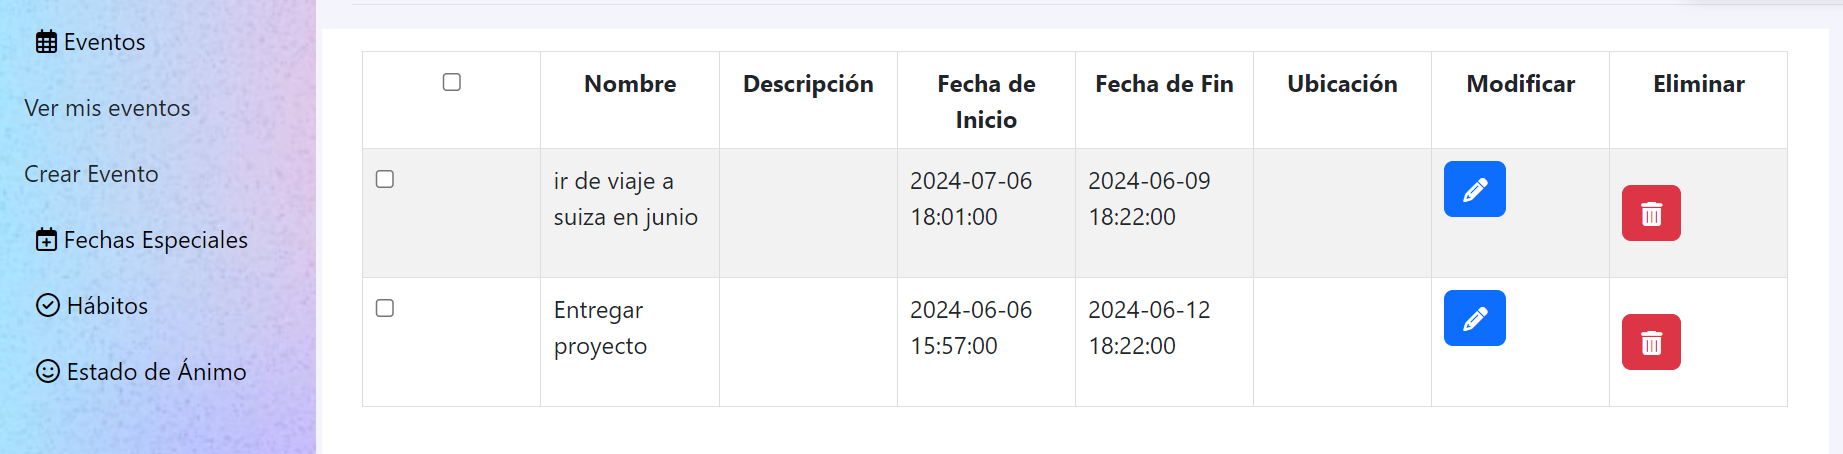 Eventos
Ver mis eventos
Crear Evento
Fechas Especiales
Hábitos
Estado de Ánimo
Nombre
Descripción
Fecha de
Inicio
Fecha de Fin
Ubicación
Modificar
Eliminar
ir de viaje a
suiza en junio
2024-07-06
18:01:00
2024-06-09
18:22:00
Entregar
proyecto
2024-06-06
15:57:00
2024-06-12
18:22:00